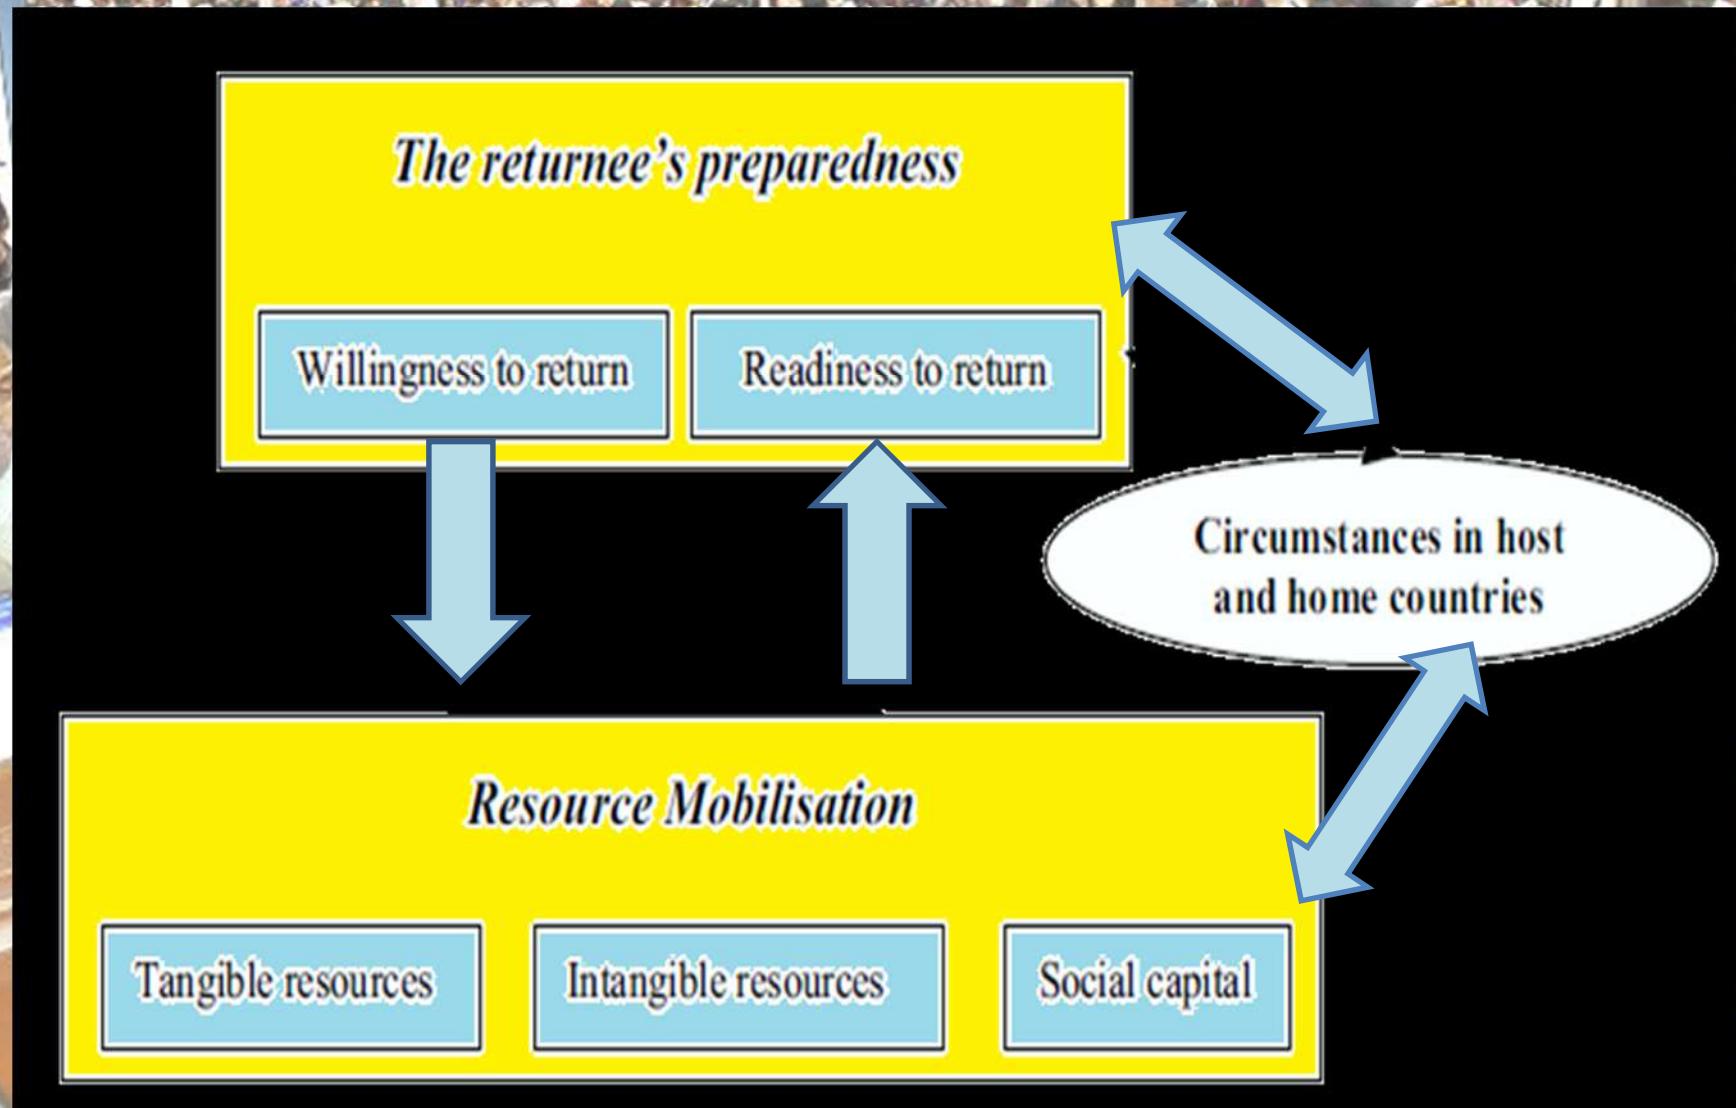 The returnee’s preparedness
Willingness to return
Readiness to return
Circumstances in host
and home countries
Resource Mobilisation
Tangible resources
Intangible resources
Social capital